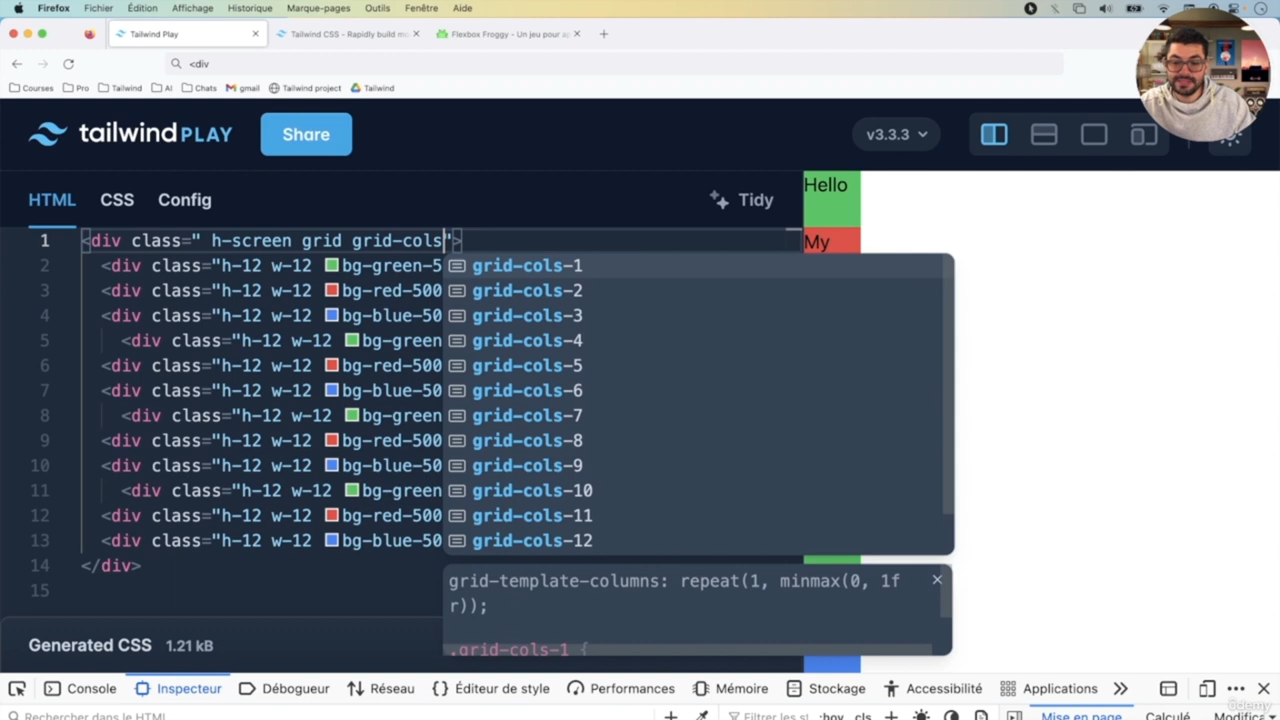 Firefox Fichier Édition Affichage Historique Marque-pages Outils Fenêtre Aide
Tailwind Play
Tailwind CSS - Rapidly build mo
Flexbox Froggy - Un jeu pour ap
<div
Courses Pro Tailwind AI Chats gmail Tailwind project Tailwind
tailwind PLAY Share v3.3.3
HTML CSS Config Tidy
1 <div class=" h-screen grid grid-cols">
2 <div class="h-12 w-12 bg-green-5
3 <div class="h-12 w-12 bg-red-500
4 <div class="h-12 w-12 bg-blue-50
5 <div class="h-12 w-12 bg-green
6 <div class="h-12 w-12 bg-red-500
7 <div class="h-12 w-12 bg-blue-50
8 <div class="h-12 w-12 bg-green
9 <div class="h-12 w-12 bg-red-500
10 <div class="h-12 w-12 bg-blue-50
11 <div class="h-12 w-12 bg-green
12 <div class="h-12 w-12 bg-red-500
13 <div class="h-12 w-12 bg-blue-50
14 </div>
15
grid-cols-1
grid-cols-2
grid-cols-3
grid-cols-4
grid-cols-5
grid-cols-6
grid-cols-7
grid-cols-8
grid-cols-9
grid-cols-10
grid-cols-11
grid-cols-12
grid-template-columns: repeat(1, minmax(0, 1f
r));
.grid-cols-1 {
Hello
My
Generated CSS 1.21 kB
Console Inspecteur Débogueur Réseau Éditeur de style Performances Mémoire Stockage Accessibilité Applications
Rechercher dans le HTML
Filtrer les st :hov .cls
Mise en page Calculé Modific
ûdemy